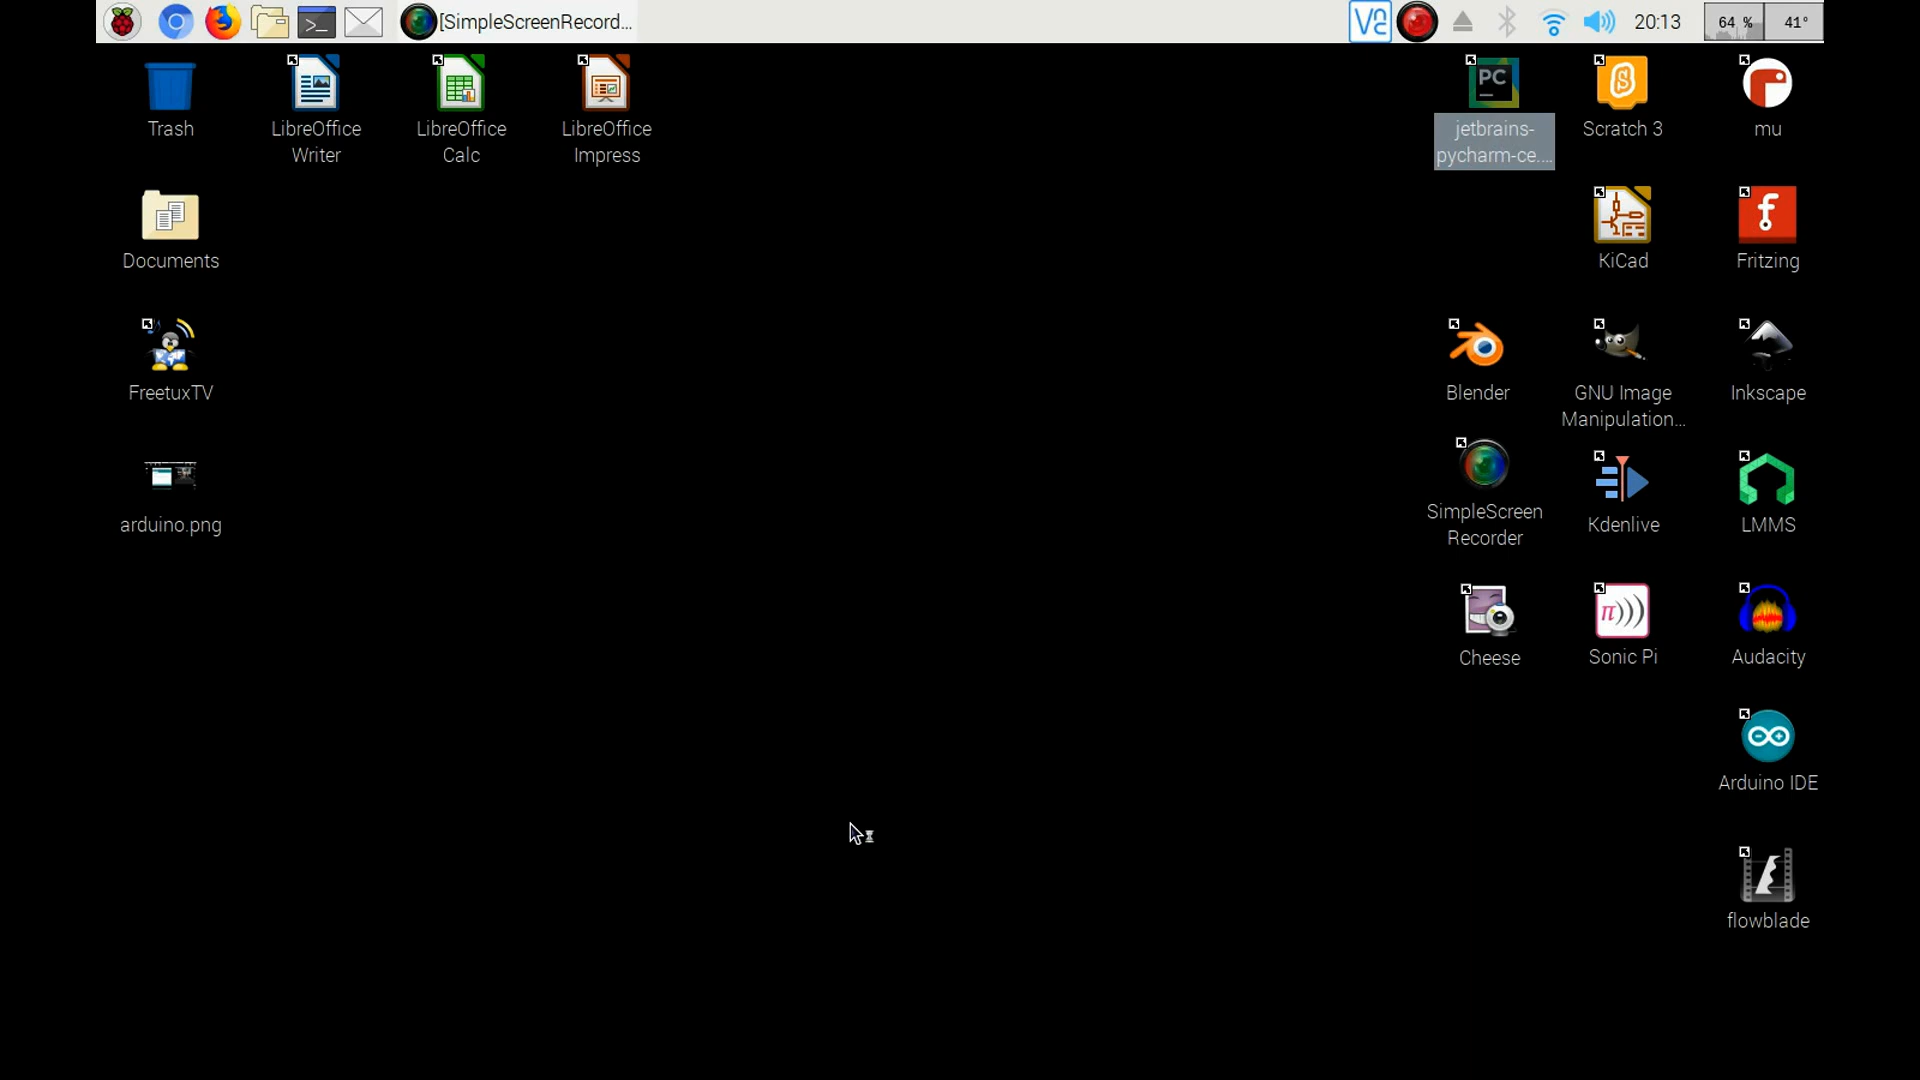 [SimpleScreenRecord...
20:13
64 %
41°
Trash
LibreOffice
Writer
LibreOffice
Calc
LibreOffice
Impress
PC
jetbrains-
pycharm-ce....
Scratch 3
mu
Documents
KiCad
Fritzing
FreetuxTV
Blender
GNU Image
Manipulation...
Inkscape
arduino.png
SimpleScreen
Recorder
Kdenlive
LMMS
Cheese
Sonic Pi
Audacity
Arduino IDE
flowblade